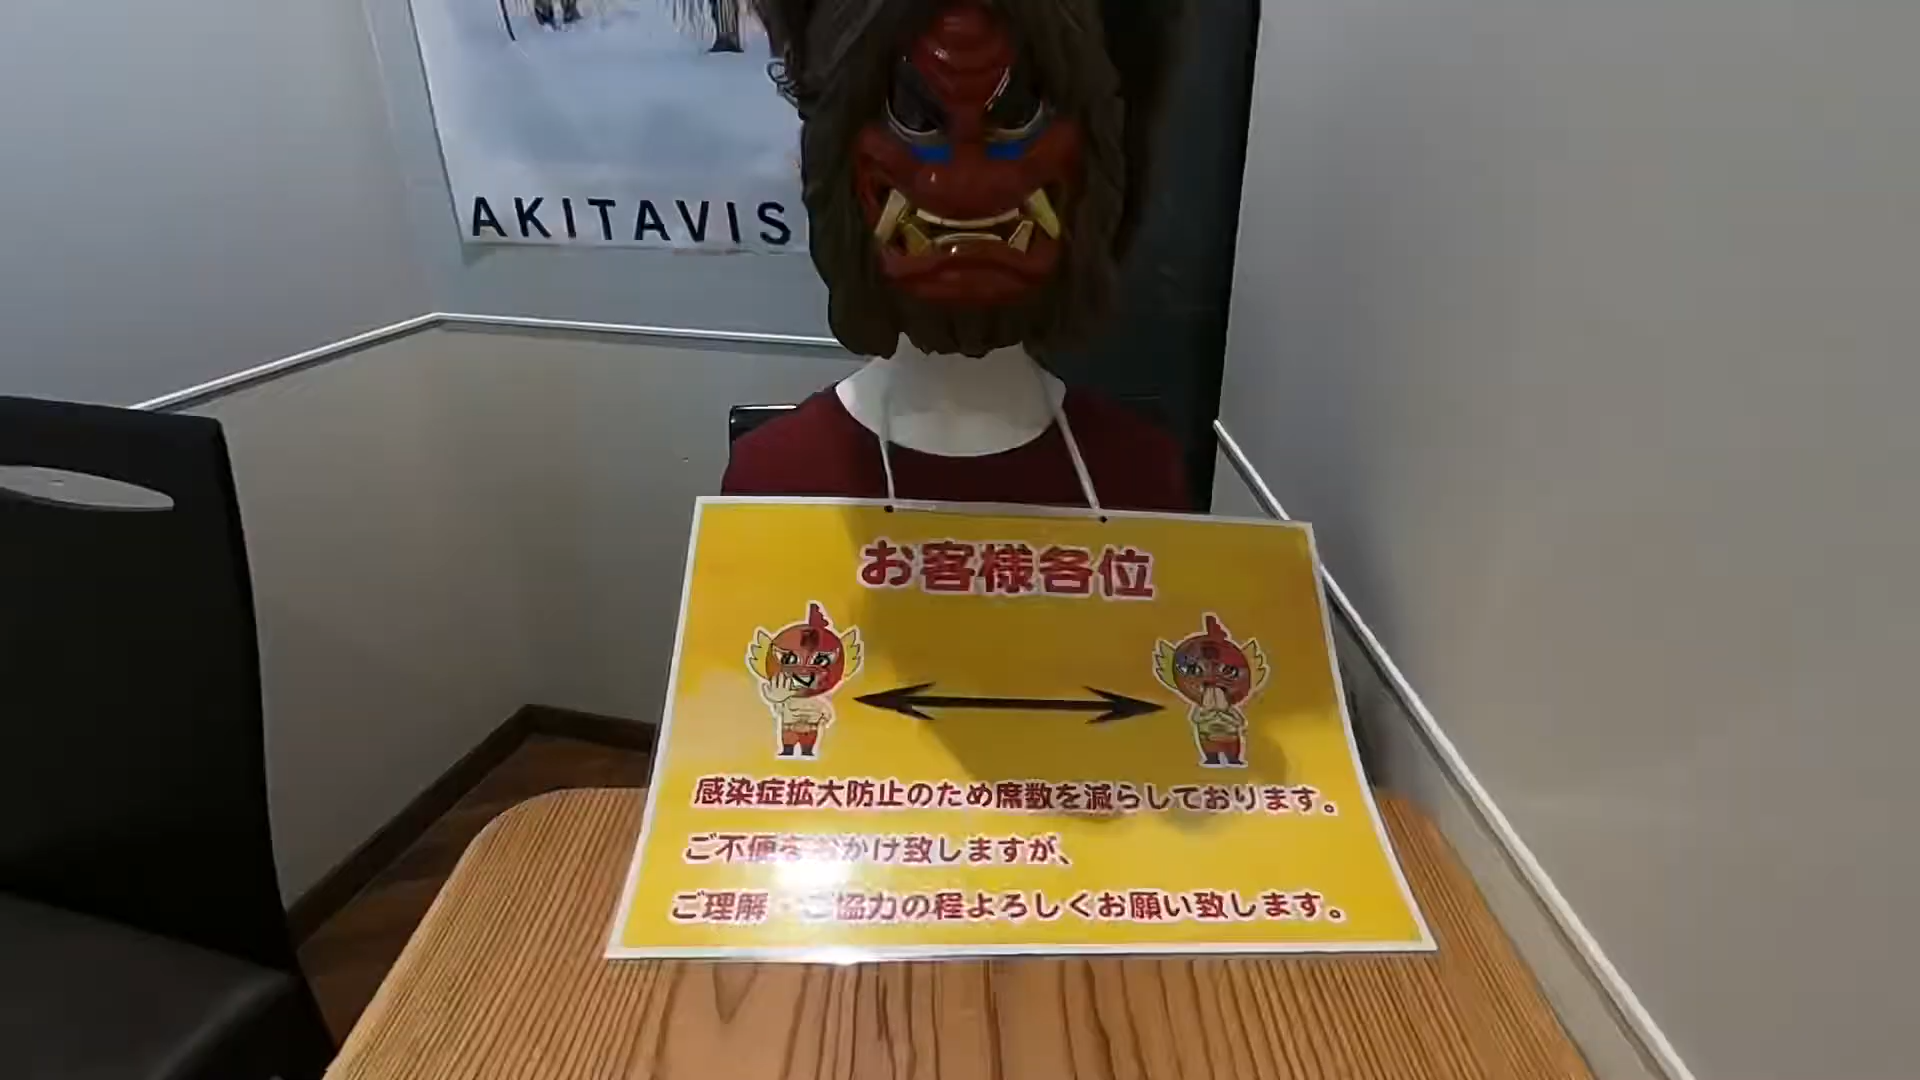 AKITAVIS
お客様各位
感染症拡大防止のため席数を減らしております。
ご不便をおかけ致しますが、
ご理解・ご協力の程よろしくお願い致します。